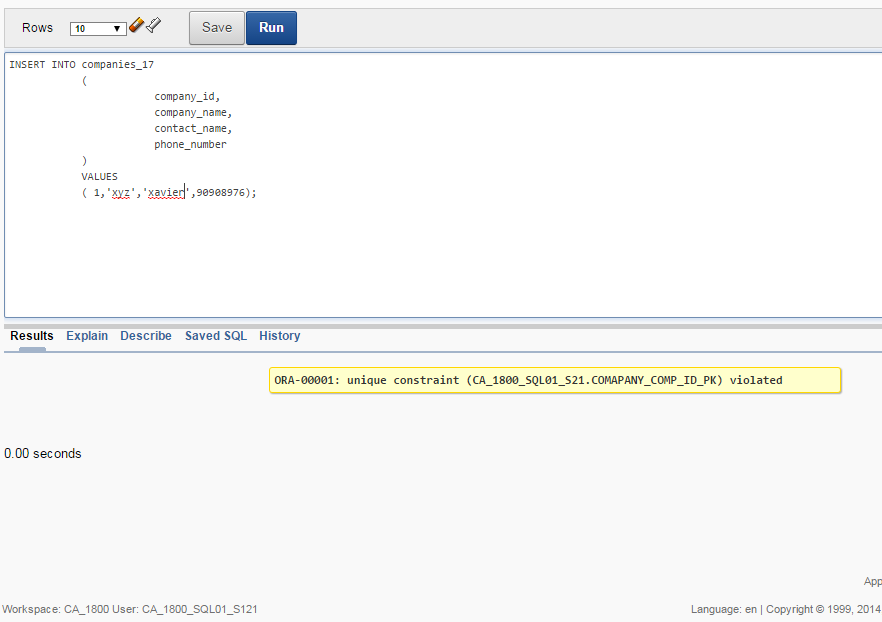 Rows 10 Save Run
INSERT INTO companies_17
(
company_id,
company_name,
contact_name,
phone_number
)
VALUES
( 1,'xyz','xavier',90908976);
Results Explain Describe Saved SQL History
ORA-00001: unique constraint (CA_1800_SQL01_S21.COMAPANY_COMP_ID_PK) violated
0.00 seconds
App
Workspace: CA_1800 User: CA_1800_SQL01_S121 Language: en | Copyright © 1999, 2014